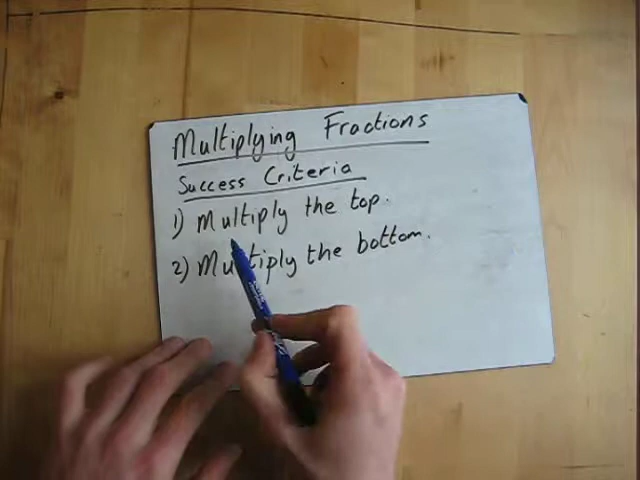 Multiplying Fractions
Success Criteria
1) Multiply the top.
2) Multiply the bottom.